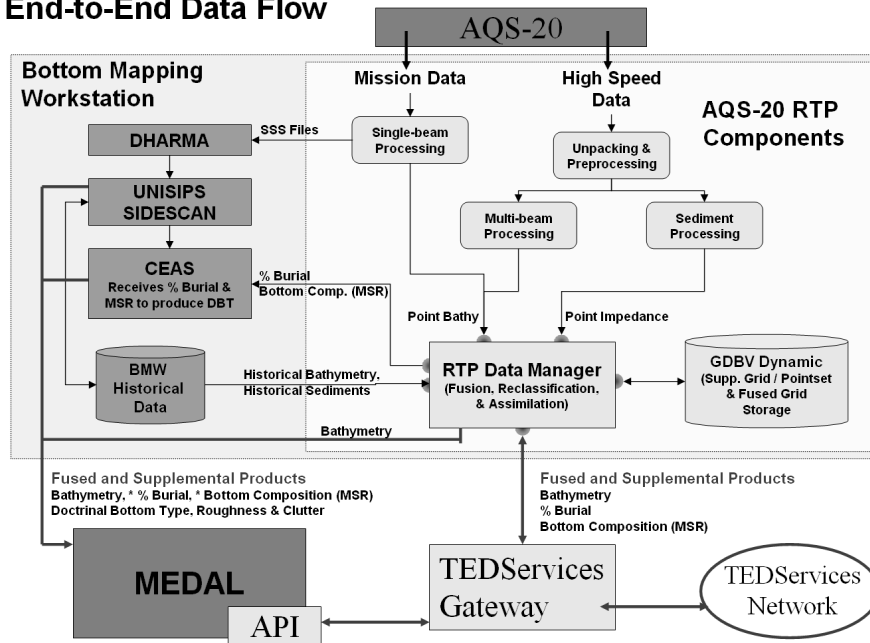 End-to-End Data Flow
AQS-20
Bottom Mapping
Workstation
Mission Data
High Speed
Data
AQS-20 RTP
Components
DHARMA
SSS Files
Single-beam
Processing
Unpacking &
Preprocessing
UNISIPS
SIDESCAN
Multi-beam
Processing
Sediment
Processing
CEAS
Receives % Burial &
MSR to produce DBT
% Burial
Bottom Comp. (MSR)
Point Bathy
Point Impedance
BMW
Historical
Data
Historical Bathymetry,
Historical Sediments
RTP Data Manager
(Fusion, Reclassification,
& Assimilation)
GDBV Dynamic
(Supp. Grid / Pointset
& Fused Grid
Storage
Bathymetry
Fused and Supplemental Products
Bathymetry, * % Burial, * Bottom Composition (MSR)
Doctrinal Bottom Type, Roughness & Clutter
Fused and Supplemental Products
Bathymetry
% Burial
Bottom Composition (MSR)
MEDAL
API
TEDServices
Gateway
TEDServices
Network